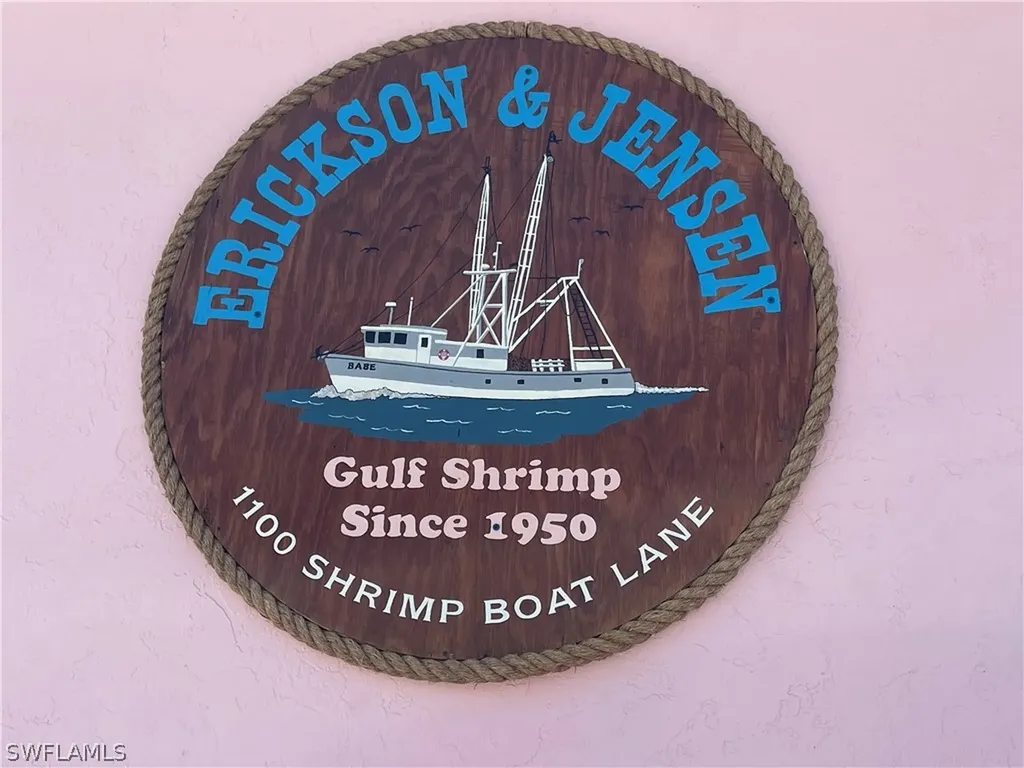 ERICKSON & JENSEN
BABE
Gulf Shrimp
Since 1950
1100 SHRIMP BOAT LANE
SWFLAMLS